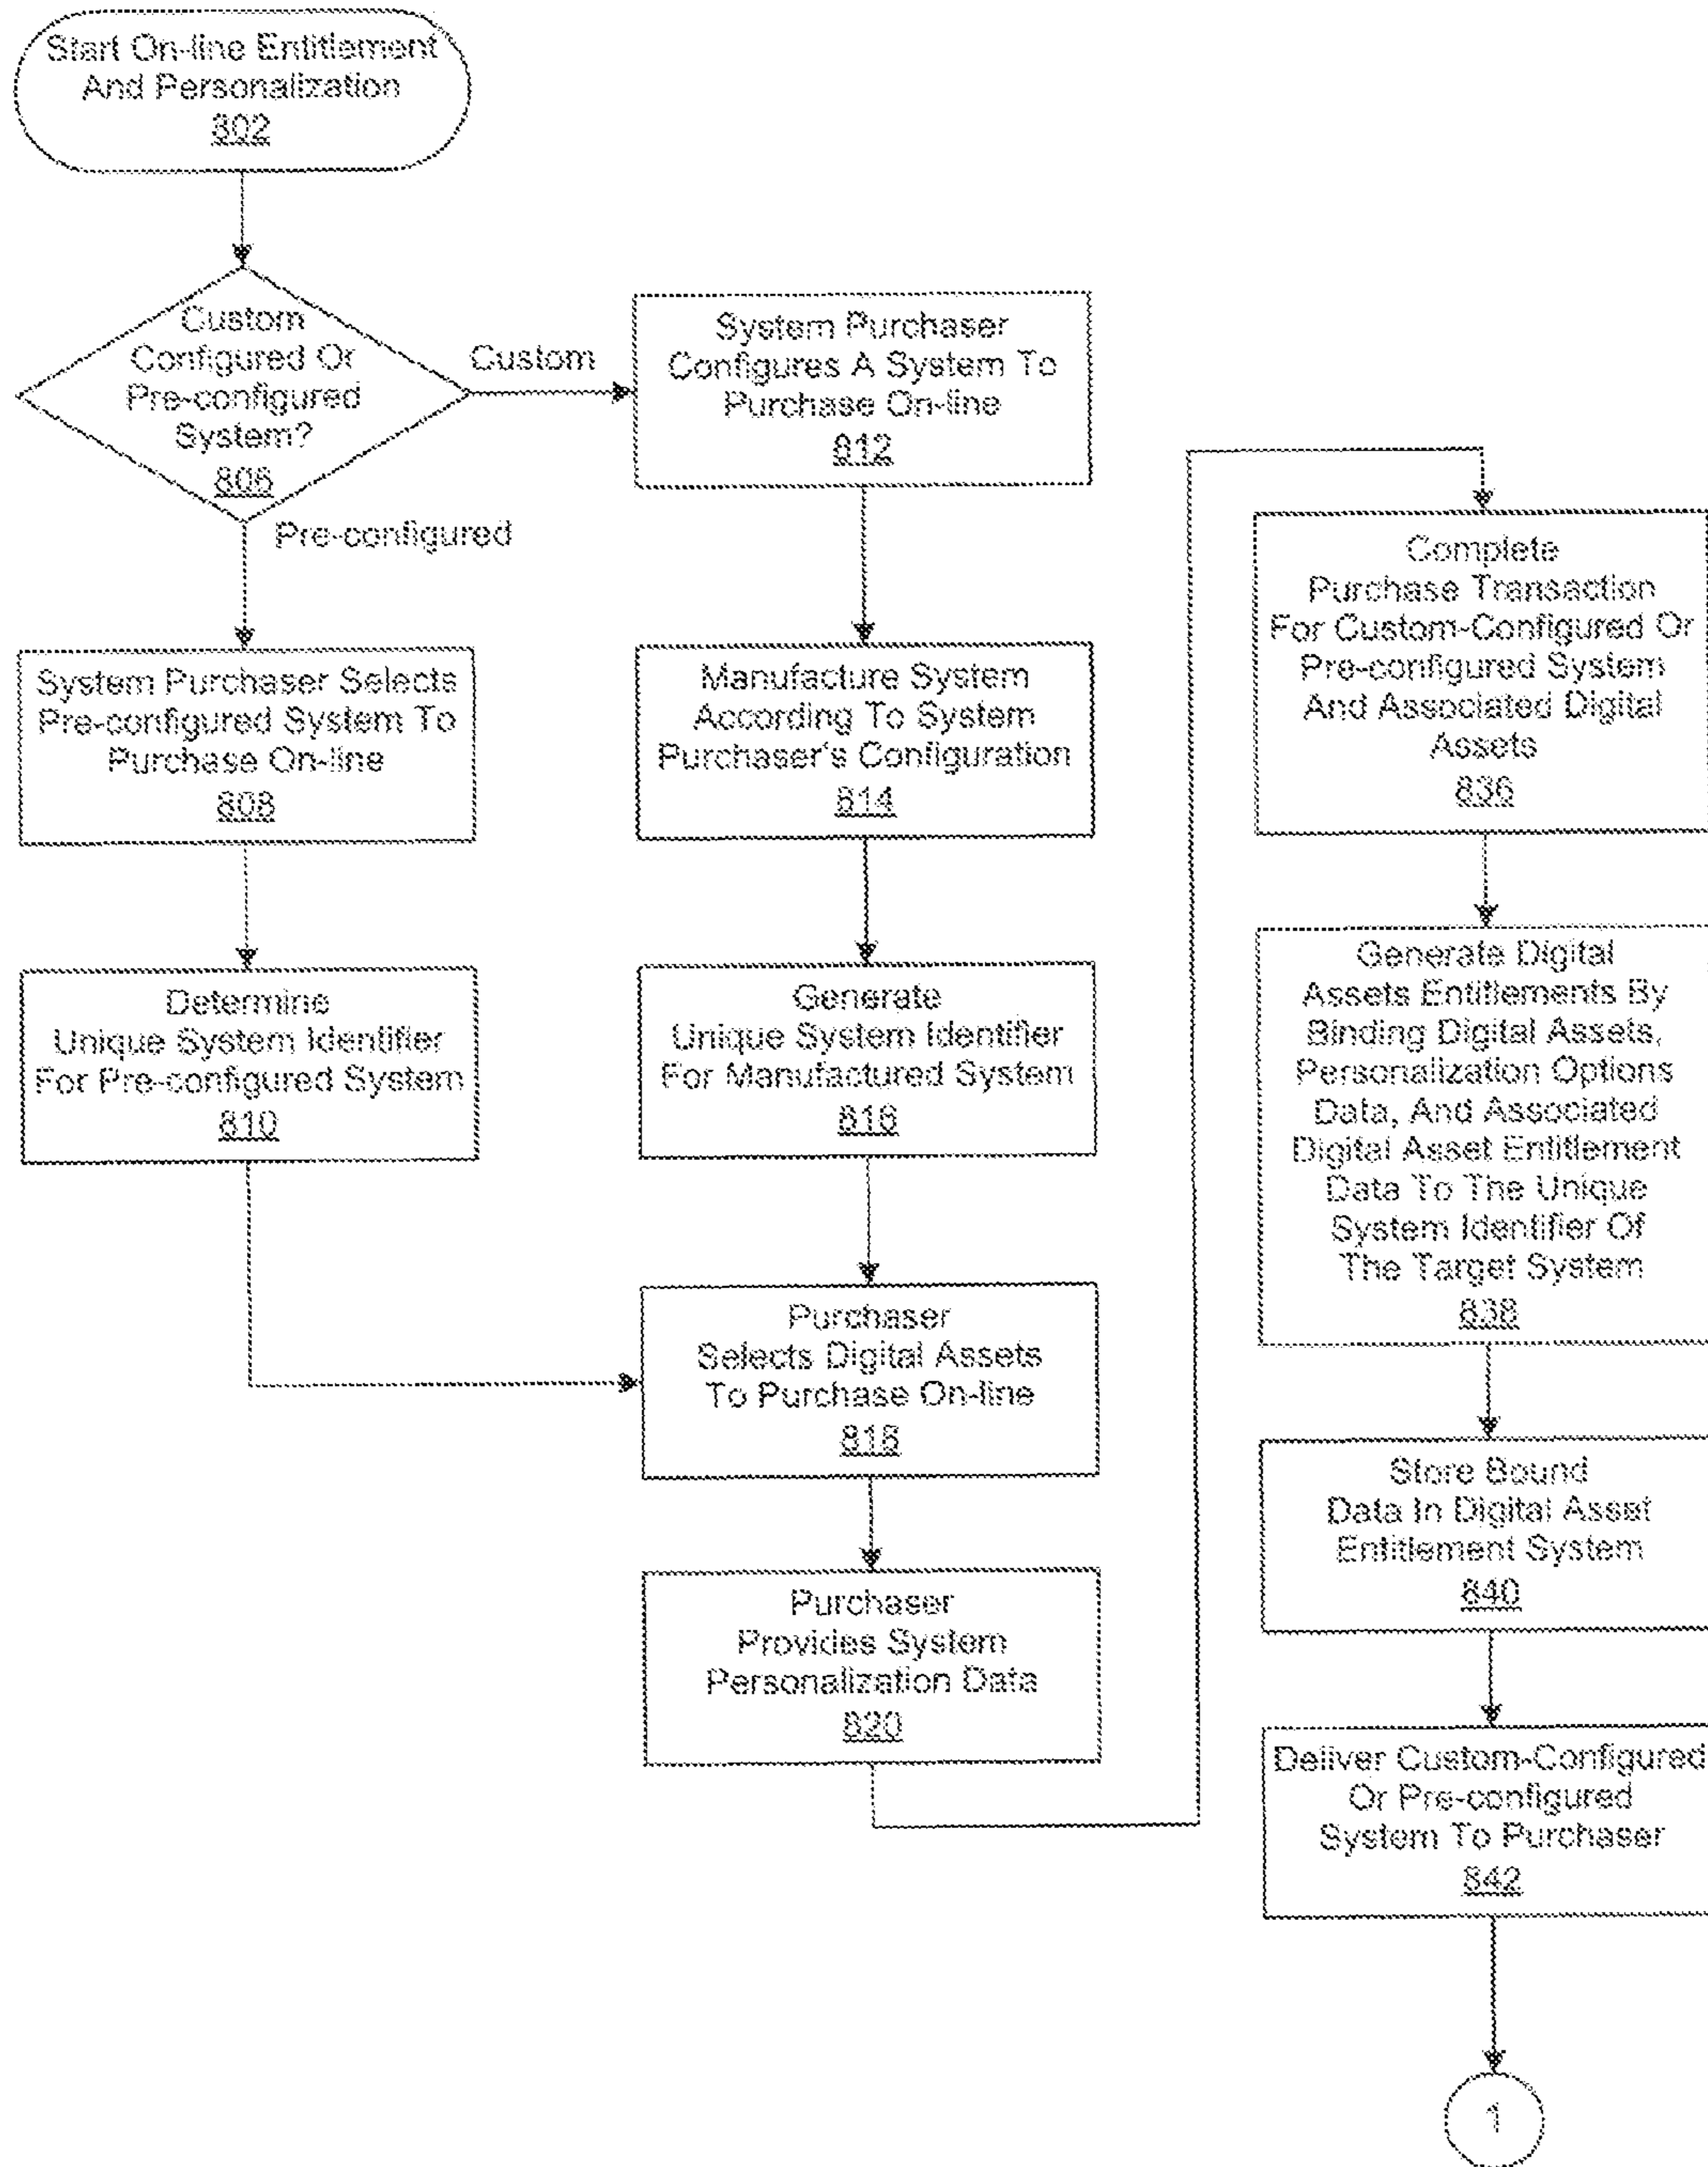 Start On-line Entitlement
And Personalization
802
Custom
Configured Or
Pre-configured
System?
806
Custom
Pre-configured
System Purchaser Selects
Pre-configured System To
Purchase On-line
808
Determine
Unique System Identifier
For Pre-configured System
810
System Purchaser
Configures A System To
Purchase On-line
812
Manufacture System
According To System
Purchaser's Configuration
814
Generate
Unique System Identifier
For Manufactured System
816
Purchaser
Selects Digital Assets
To Purchase On-line
818
Purchaser
Provides System
Personalization Data
820
Complete
Purchase Transaction
For Custom-Configured Or
Pre-configured System
And Associated Digital
Assets
836
Generate Digital
Assets Entitlements By
Binding Digital Assets,
Personalization Options
Data, And Associated
Digital Asset Entitlement
Data To The Unique
System Identifier Of
The Target System
838
Store Bound
Data In Digital Asset
Entitlement System
840
Deliver Custom-Configured
Or Pre-configured
System To Purchaser
842
1